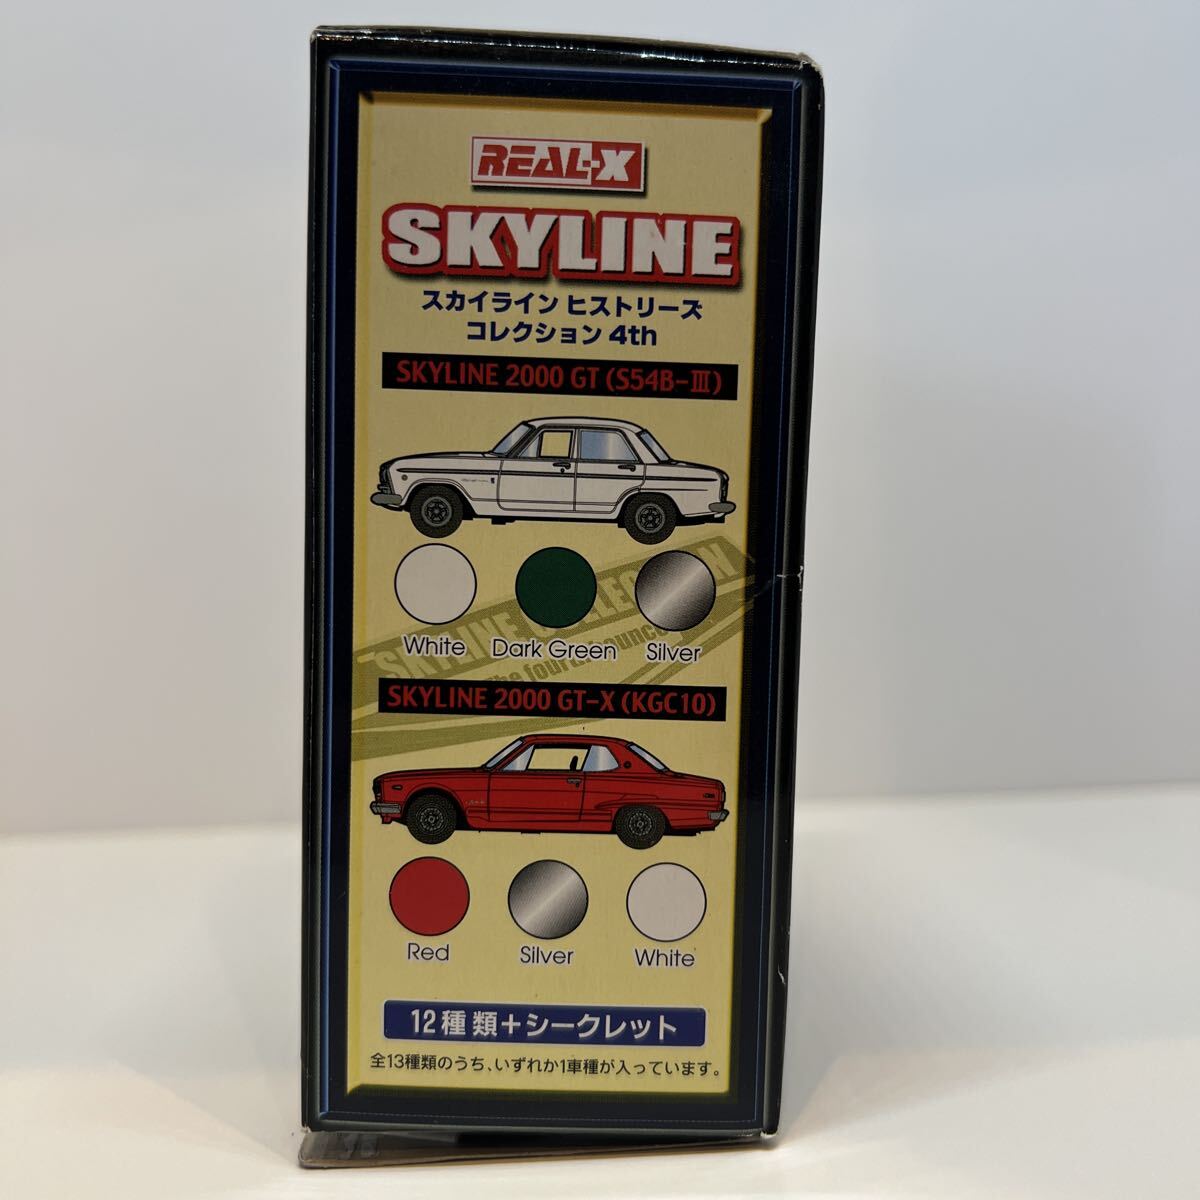 REAL-X
SKYLINE
スカイライン ヒストリーズ
コレクション 4th
SKYLINE 2000 GT (S54B-III)
White
Dark Green
Silver
SKYLINE 2000 GT-X (KGC10)
Red
Silver
White
12種類+シークレット
全13種類のうち、いずれか1車種が入っています。